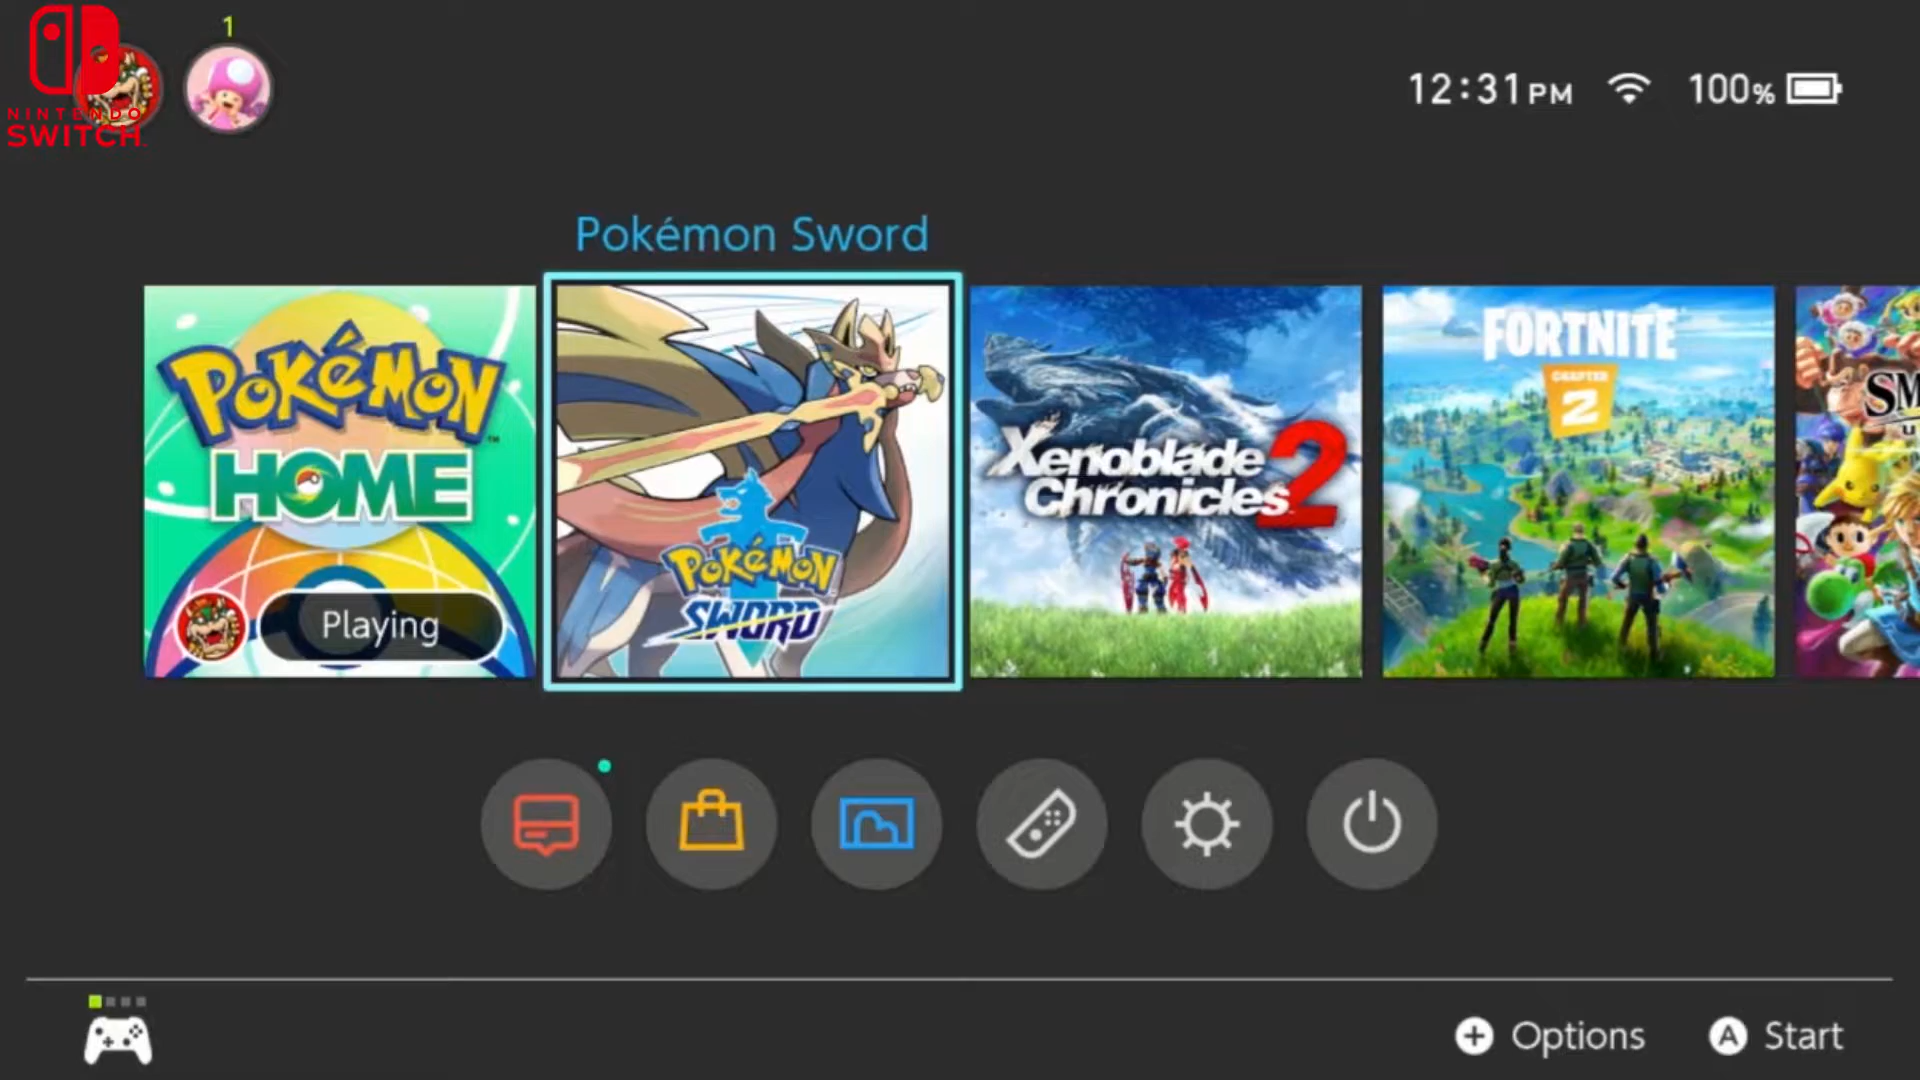 1
NINTENDO
SWITCH
12:31 PM
100%
Pokémon Sword
POKÉMON
HOME
Playing
POKÉMON
SWORD
Xenoblade
Chronicles 2
FORTNITE
CHAPTER
2
Options
A Start